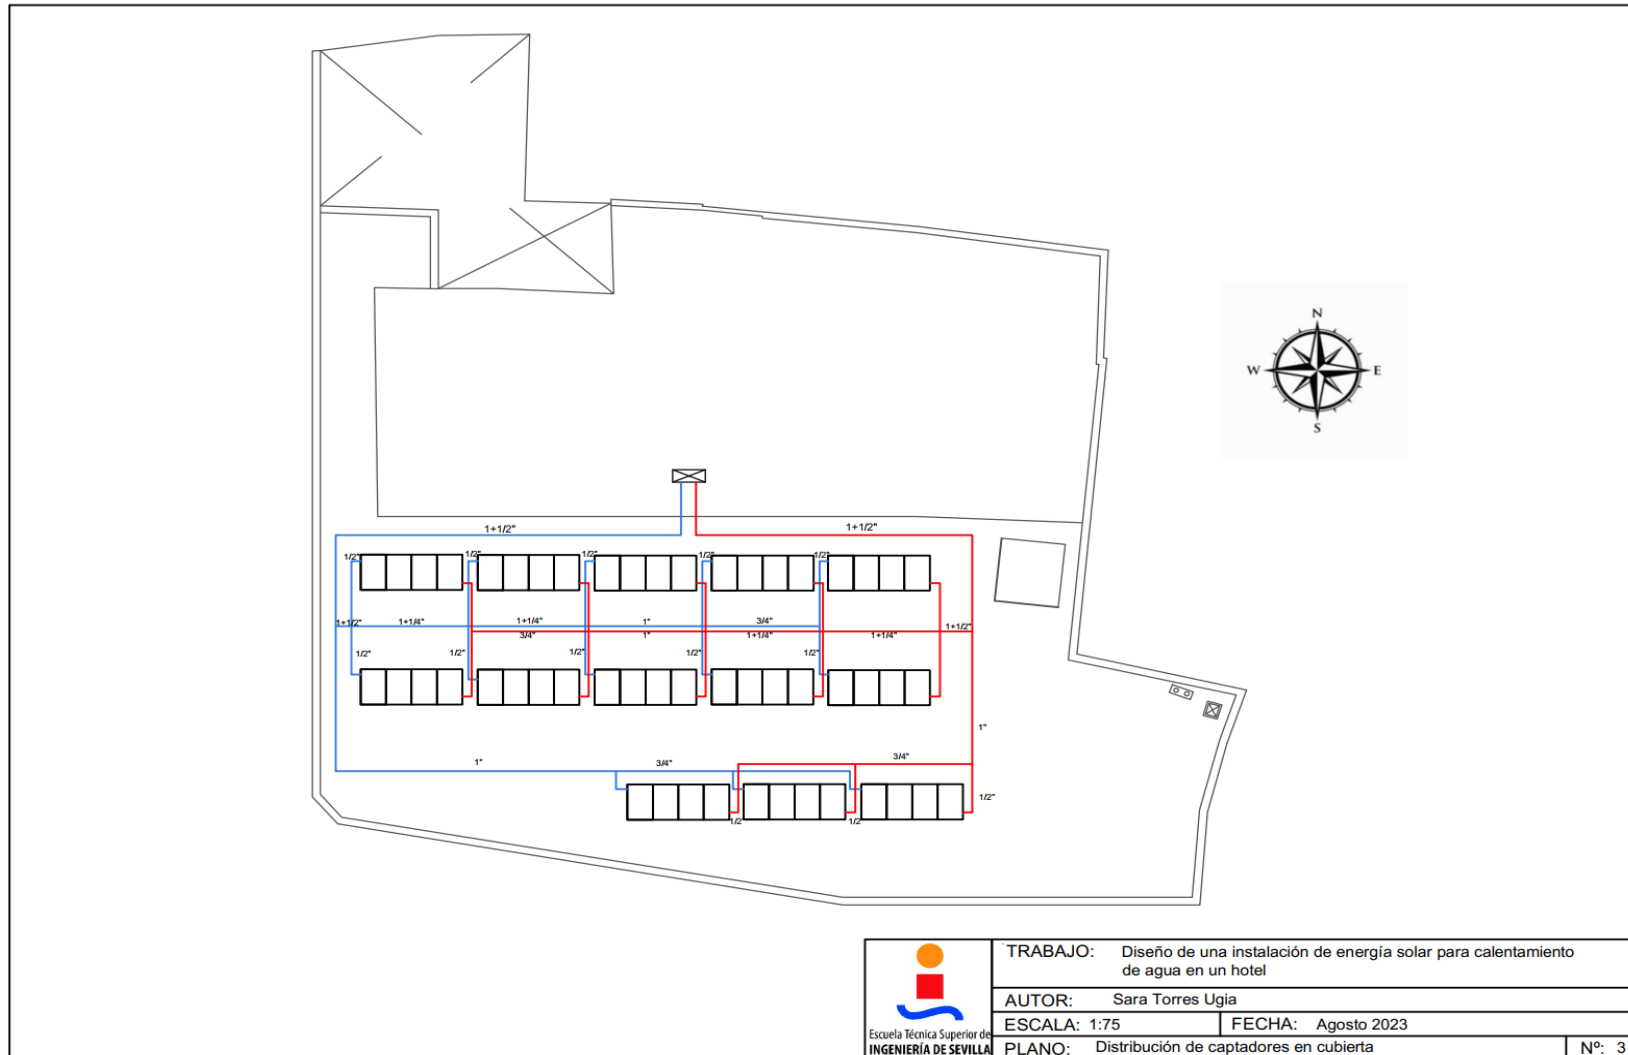 N
W E
S
1+1/2" 1+1/2"
1/2" 1/2" 1/2" 1/2" 1/2"
1+1/2" 1+1/4" 1+1/4" 1" 3/4"
3/4" 1" 1+1/4" 1+1/4" 1+1/2"
1/2" 1/2" 1/2" 1/2" 1/2"
1"
1" 3/4" 3/4"
1/2"
1/2 1/2
TRABAJO: Diseño de una instalación de energía solar para calentamiento
de agua en un hotel
AUTOR: Sara Torres Ugia
ESCALA: 1:75 FECHA: Agosto 2023
PLANO: Distribución de captadores en cubierta Nº: 3
Escuela Técnica Superior de
INGENIERÍA DE SEVILLA